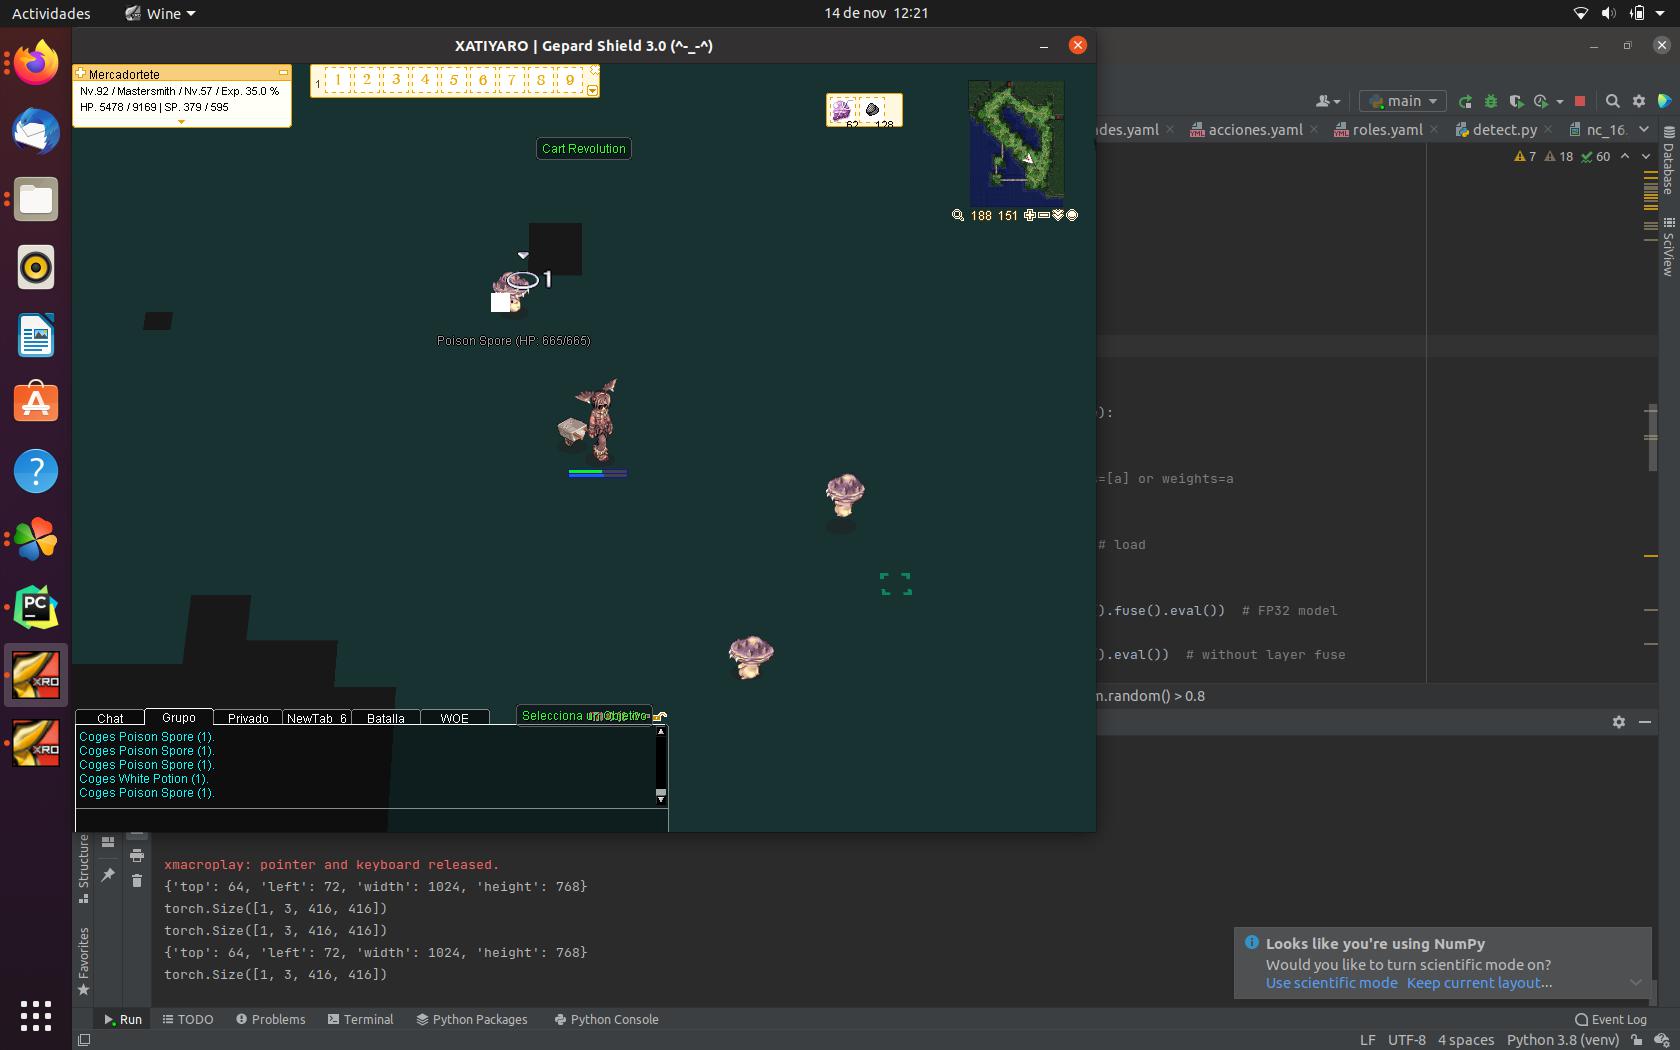 Actividades
Wine
14 de nov 12:21
XATIYARO | Gepard Shield 3.0 (^-_-^)
Mercadortete
Nv.92 / Mastersmith / Nv.57 / Exp. 35.0 %
HP. 5478 / 9169 | SP. 379 / 595
1 1 2 3 4 5 6 7 8 9
62 128
Cart Revolution
188 151
1
Poison Spore (HP: 665/665)
main
des.yaml
acciones.yaml
roles.yaml
detect.py
nc_16.
7 18 60
Database
SciView
):
=[a] or weights=a
# load
).fuse().eval()) # FP32 model
).eval()) # without layer fuse
m.random() > 0.8
PC
XRO
XRO
Chat Grupo Privado NewTab_6 Batalla WOE
Selecciona
Coges Poison Spore (1).
Coges Poison Spore (1).
Coges Poison Spore (1).
Coges White Potion (1).
Coges Poison Spore (1).
Structure
Favorites
xmacroplay: pointer and keyboard released.
{'top': 64, 'left': 72, 'width': 1024, 'height': 768}
torch.Size([1, 3, 416, 416])
torch.Size([1, 3, 416, 416])
{'top': 64, 'left': 72, 'width': 1024, 'height': 768}
torch.Size([1, 3, 416, 416])
Looks like you're using NumPy
Would you like to turn scientific mode on?
Use scientific mode Keep current layout...
Run TODO Problems Terminal Python Packages Python Console
Event Log
LF UTF-8 4 spaces Python 3.8 (venv)